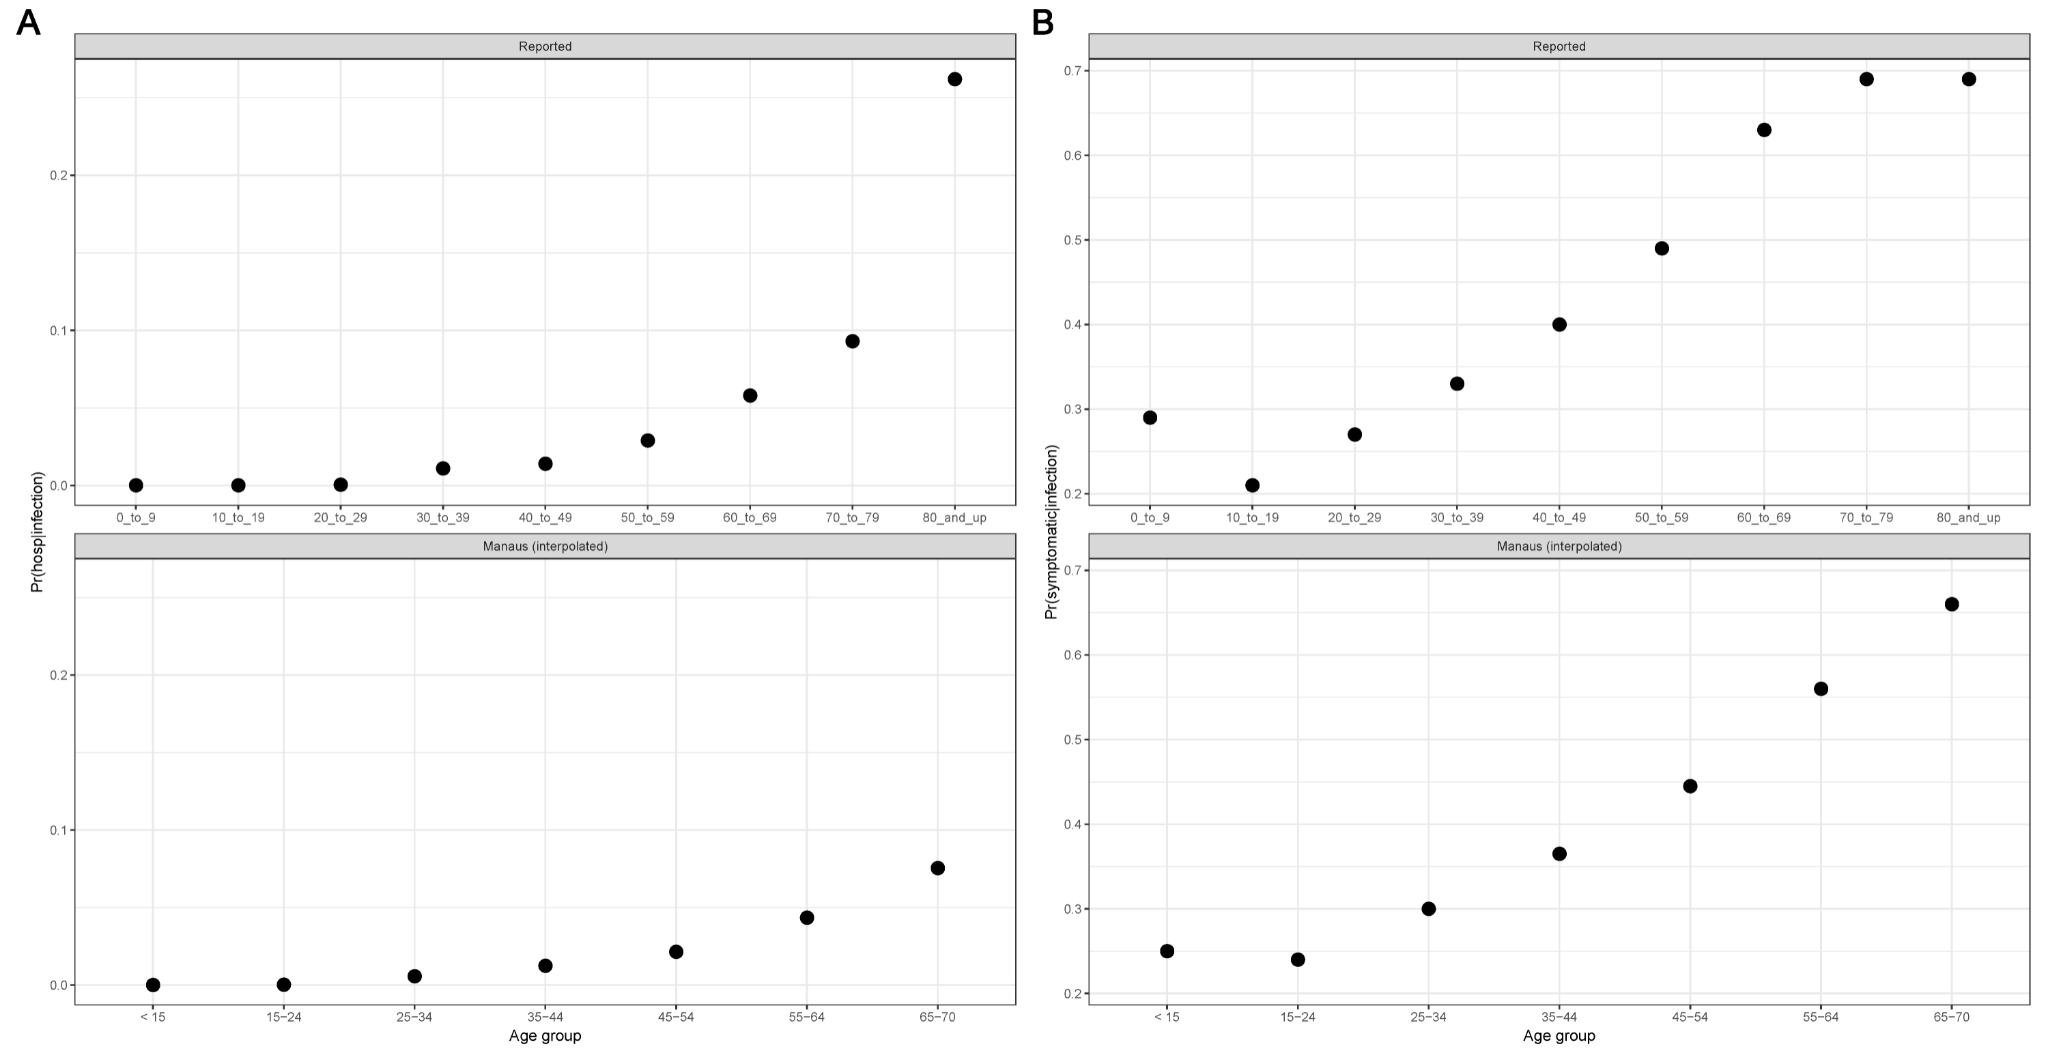 A
Reported
Pr(hosp|infection)
0.2
0.1
0.0
0_to_9 10_to_19 20_to_29 30_to_39 40_to_49 50_to_59 60_to_69 70_to_79 80_and_up
Manaus (interpolated)
0.2
0.1
0.0
< 15 15−24 25−34 35−44 45−54 55−64 65−70
Age group
B
Reported
Pr(symptomatic|infection)
0.7
0.6
0.5
0.4
0.3
0.2
0_to_9 10_to_19 20_to_29 30_to_39 40_to_49 50_to_59 60_to_69 70_to_79 80_and_up
Manaus (interpolated)
0.7
0.6
0.5
0.4
0.3
0.2
< 15 15−24 25−34 35−44 45−54 55−64 65−70
Age group